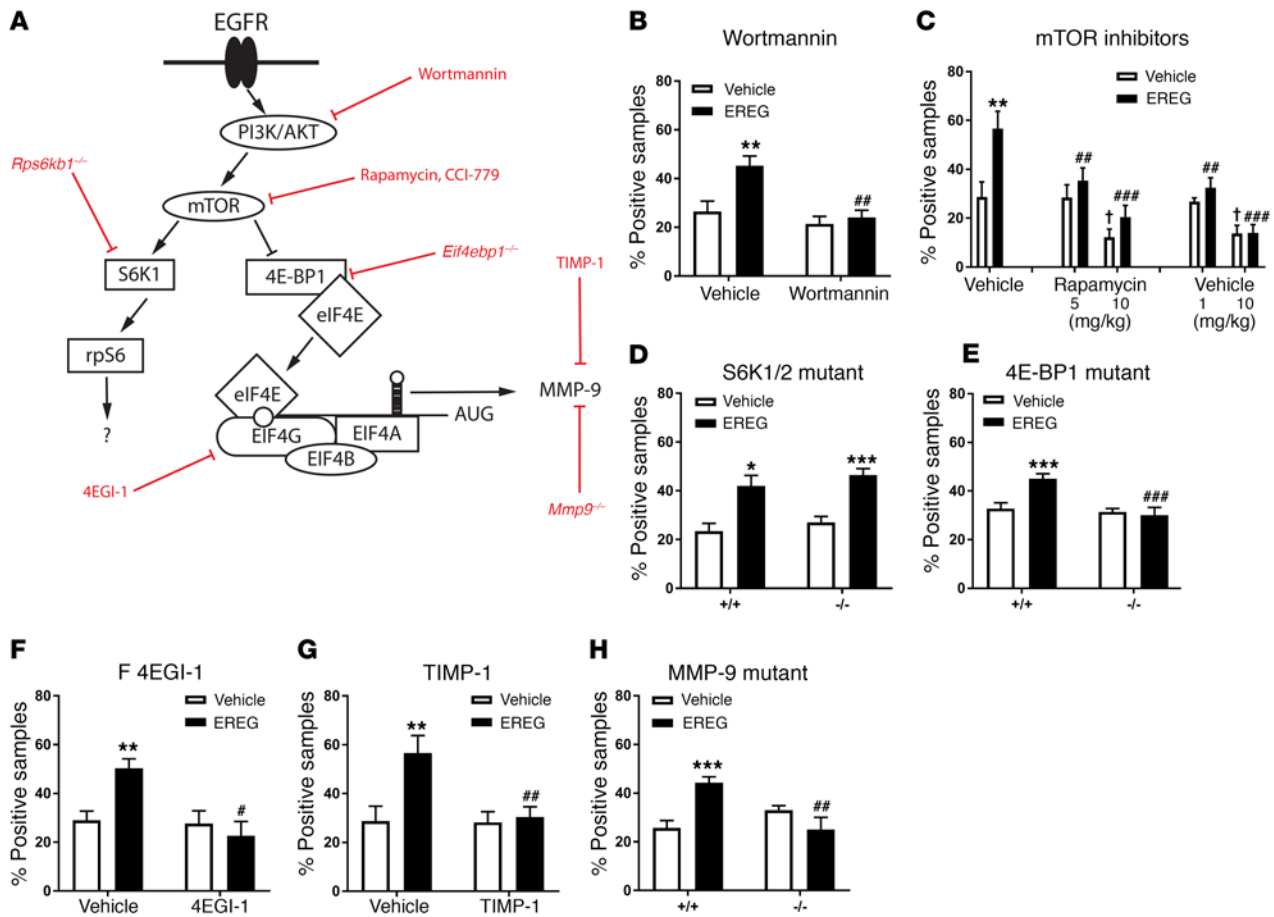 A
EGFR
Wortmannin
PI3K/AKT
Rps6kb1–/–
Rapamycin, CCI-779
mTOR
Eif4ebp1–/–
S6K1
4E-BP1
TIMP-1
eIF4E
rpS6
eIF4E
MMP-9
AUG
EIF4G
EIF4A
?
EIF4B
4EGI-1
Mmp9–/–
B
Wortmannin
% Positive samples
80
60
40
20
0
Vehicle
EREG
**
##
Vehicle
Wortmannin
C
mTOR inhibitors
% Positive samples
80
60
40
20
0
Vehicle
EREG
**
##
†
###
##
†
###
Vehicle
Rapamycin
Vehicle
5
10
1
10
(mg/kg)
(mg/kg)
D
S6K1/2 mutant
% Positive samples
80
60
40
20
0
Vehicle
EREG
*
***
+/+
-/-
E
4E-BP1 mutant
% Positive samples
80
60
40
20
0
Vehicle
EREG
***
###
+/+
-/-
F
F 4EGI-1
% Positive samples
80
60
40
20
0
Vehicle
EREG
**
#
Vehicle
4EGI-1
G
TIMP-1
% Positive samples
80
60
40
20
0
Vehicle
EREG
**
##
Vehicle
TIMP-1
H
MMP-9 mutant
% Positive samples
80
60
40
20
0
Vehicle
EREG
***
##
+/+
-/-